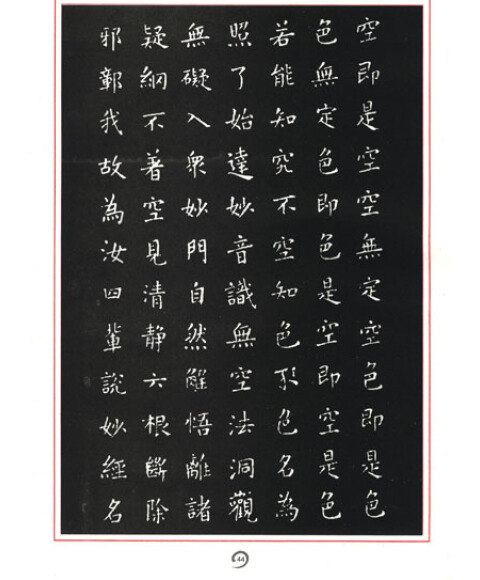 空即是空空無定空色即是色
色無定色即色是空即空是色
若能知究不空知色形色名為
照了始達妙音識無空法洞觀
無礙入衆妙門自然解悟離諸
疑網不著空見清静六根斷除
邪鄣我故為汝四輩說妙經名
44